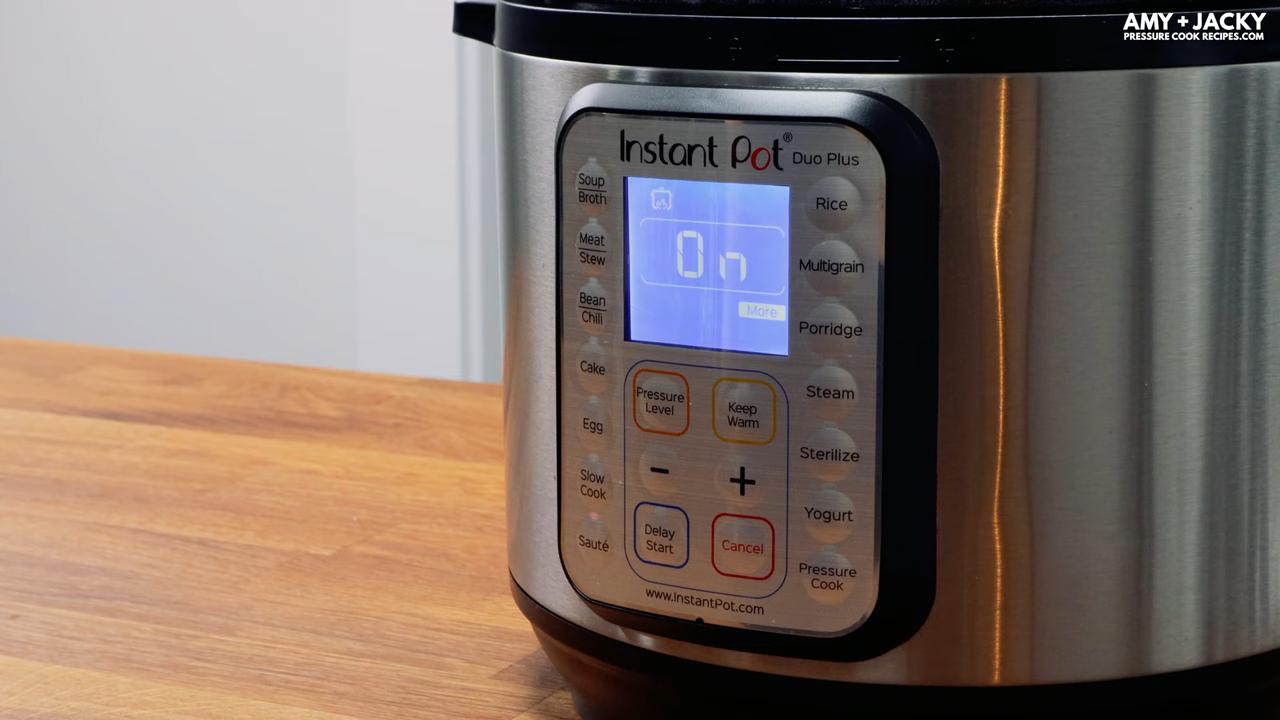 AMY + JACKY
PRESSURE COOK RECIPES.COM
Instant Pot® Duo Plus
Soup
Broth
Meat
Stew
Bean
Chili
Cake
Egg
Slow
Cook
Sauté
On
More
Pressure
Level
Keep
Warm
- +
Delay
Start
Cancel
Rice
Multigrain
Porridge
Steam
Sterilize
Yogurt
Pressure
Cook
www.InstantPot.com